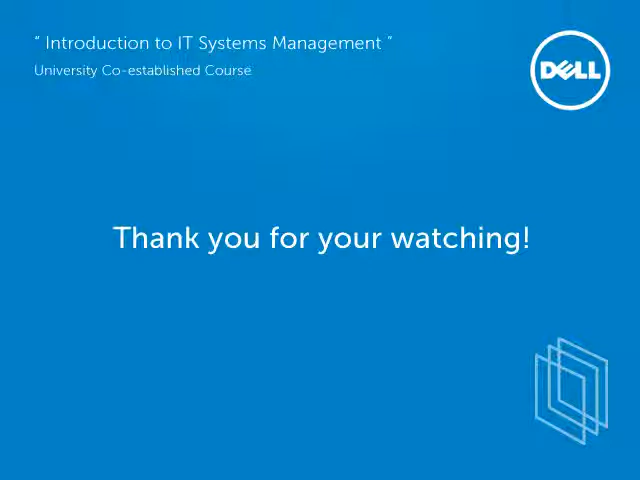 “ Introduction to IT Systems Management ”
University Co-established Course
DELL
Thank you for your watching!